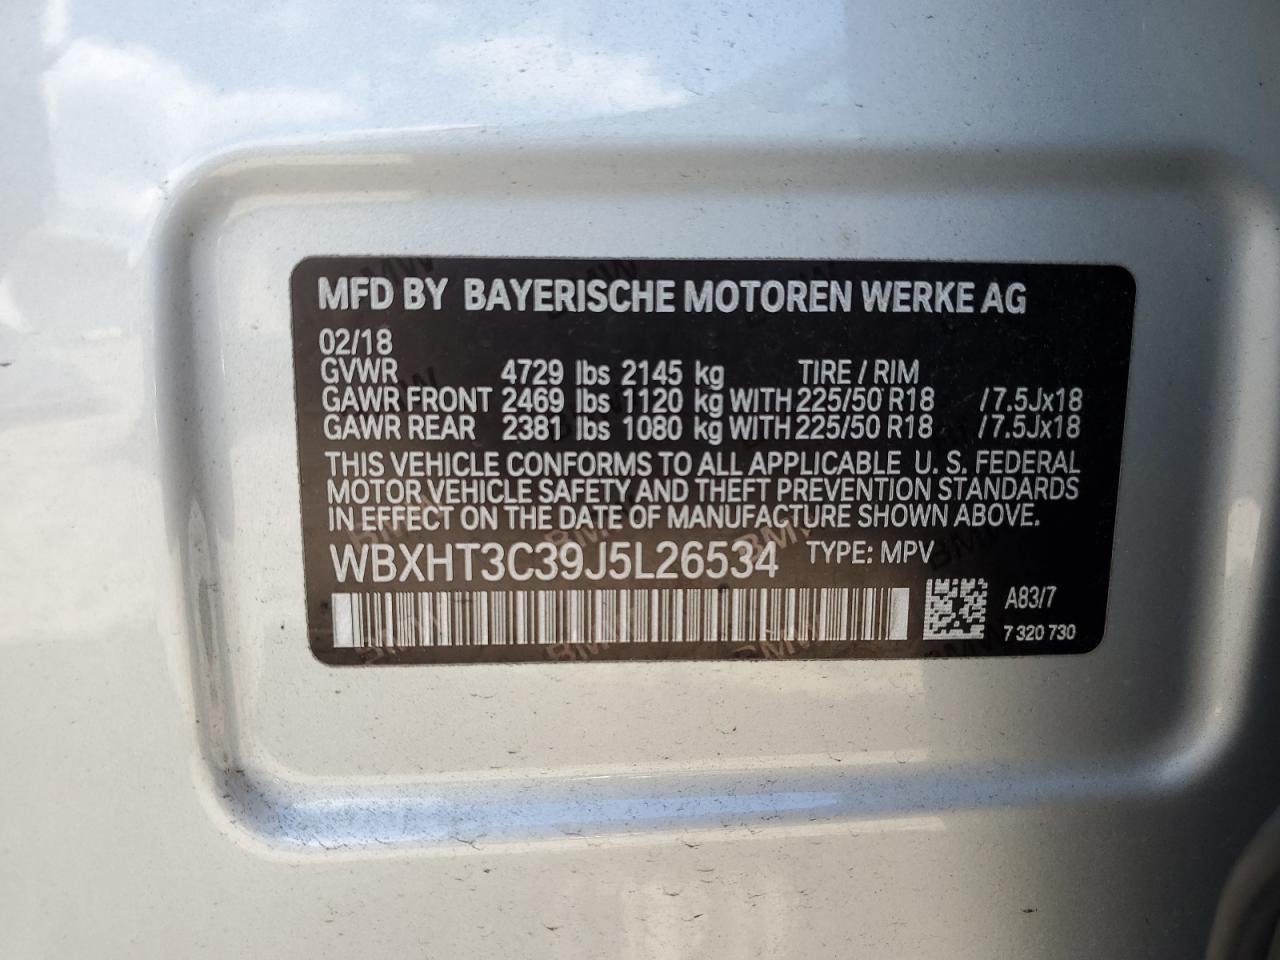 MFD BY BAYERISCHE MOTOREN WERKE AG
02/18
GVWR 4729 lbs 2145 kg TIRE / RIM
GAWR FRONT 2469 lbs 1120 kg WITH 225/50 R18 /7.5Jx18
GAWR REAR 2381 lbs 1080 kg WITH 225/50 R18 /7.5Jx18
THIS VEHICLE CONFORMS TO ALL APPLICABLE U. S. FEDERAL
MOTOR VEHICLE SAFETY AND THEFT PREVENTION STANDARDS
IN EFFECT ON THE DATE OF MANUFACTURE SHOWN ABOVE.
WBXHT3C39J5L26534 TYPE: MPV
A83/7
7 320 730